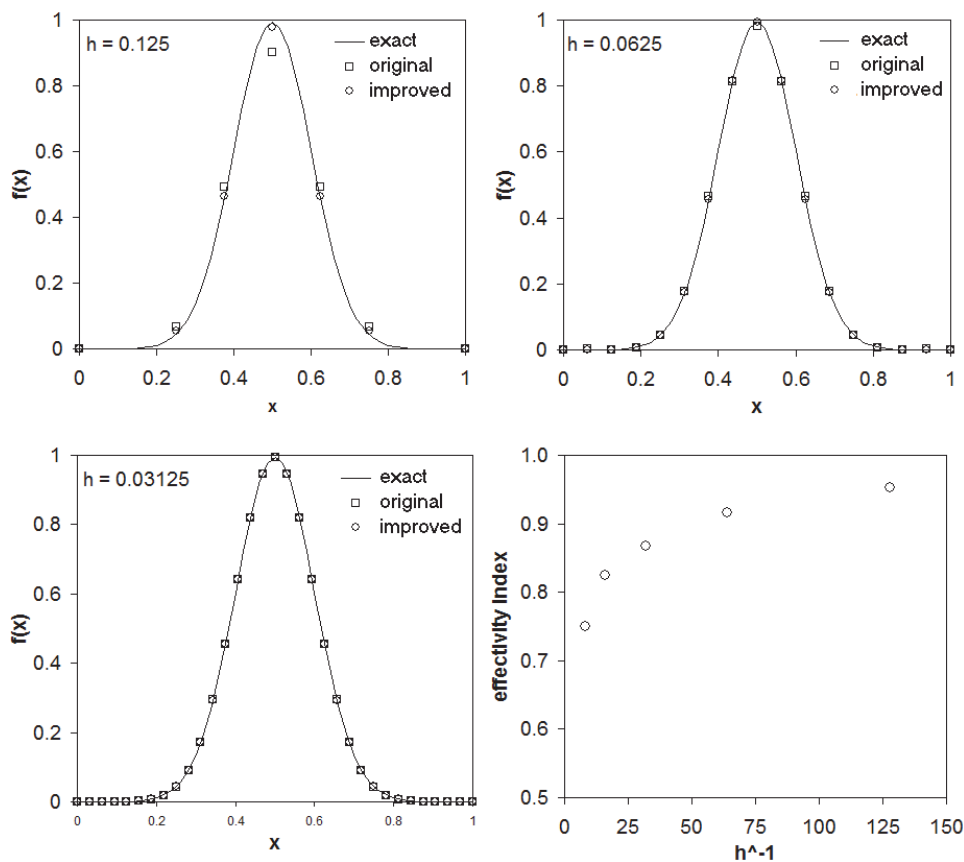 h = 0.125
exact
original
improved
1
0.8
0.6
0.4
0.2
0
f(x)
0 0.2 0.4 0.6 0.8 1
x
h = 0.0625
exact
original
improved
1
0.8
0.6
0.4
0.2
0
f(x)
0 0.2 0.4 0.6 0.8 1
x
h = 0.03125
exact
original
improved
1
0.8
0.6
0.4
0.2
0
f(x)
0 0.2 0.4 0.6 0.8 1
x
1.0
0.9
0.8
0.7
0.6
0.5
effectivity index
0 25 50 75 100 125 150
h^-1